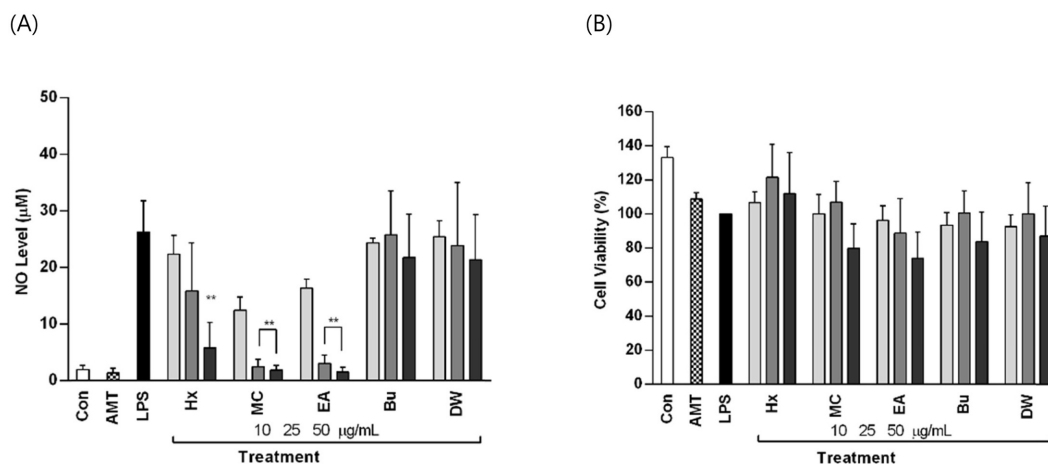 (A)
(B)
NO Level (μM)
50
40
30
20
10
0
**
**
**
Con
AMT
LPS
Hx
MC
EA
Bu
DW
10 25 50 μg/mL
Treatment
Cell Viability (%)
160
140
120
100
80
60
40
20
0
Con
AMT
LPS
Hx
MC
EA
Bu
DW
10 25 50 μg/mL
Treatment